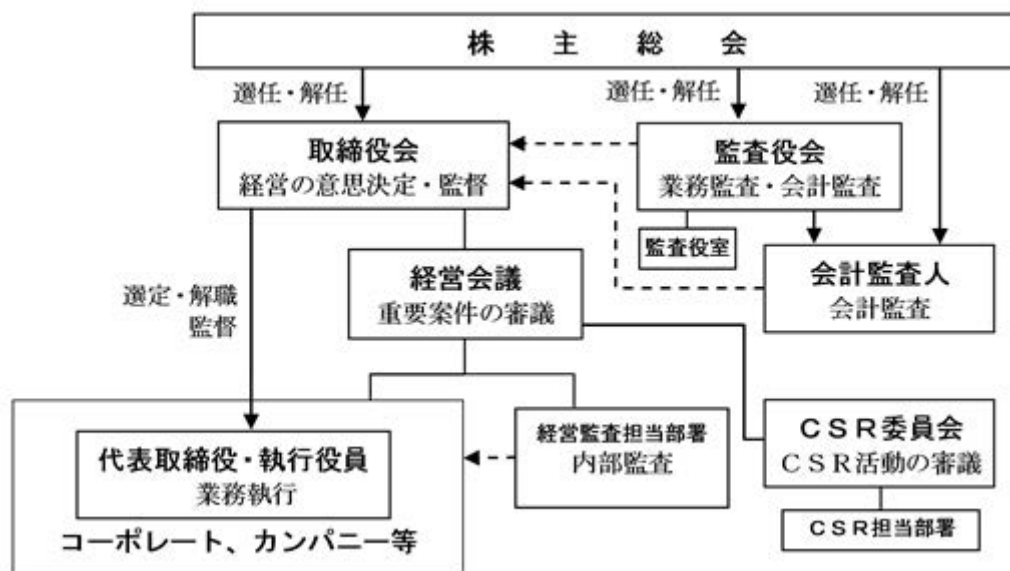 株主総会
選任・解任
選任・解任
選任・解任
取締役会
経営の意思決定・監督
監査役会
業務監査・会計監査
監査役室
会計監査人
会計監査
経営会議
重要案件の審議
選定・解職
監督
代表取締役・執行役員
業務執行
コーポレート、カンパニー等
経営監査担当部署
内部監査
CSR委員会
CSR活動の審議
CSR担当部署